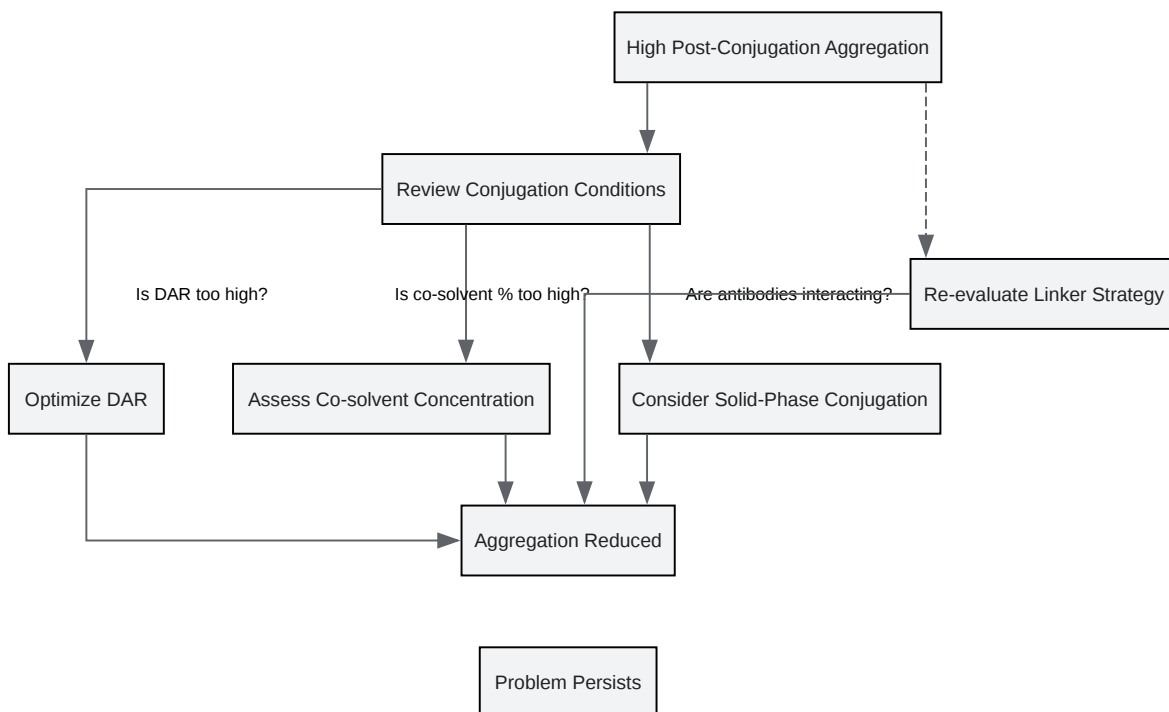 High Post-Conjugation Aggregation
Review Conjugation Conditions
Is DAR too high?
Is co-solvent % too high?
Are antibodies interacting?
Re-evaluate Linker Strategy
Optimize DAR
Assess Co-solvent Concentration
Consider Solid-Phase Conjugation
Aggregation Reduced
Problem Persists